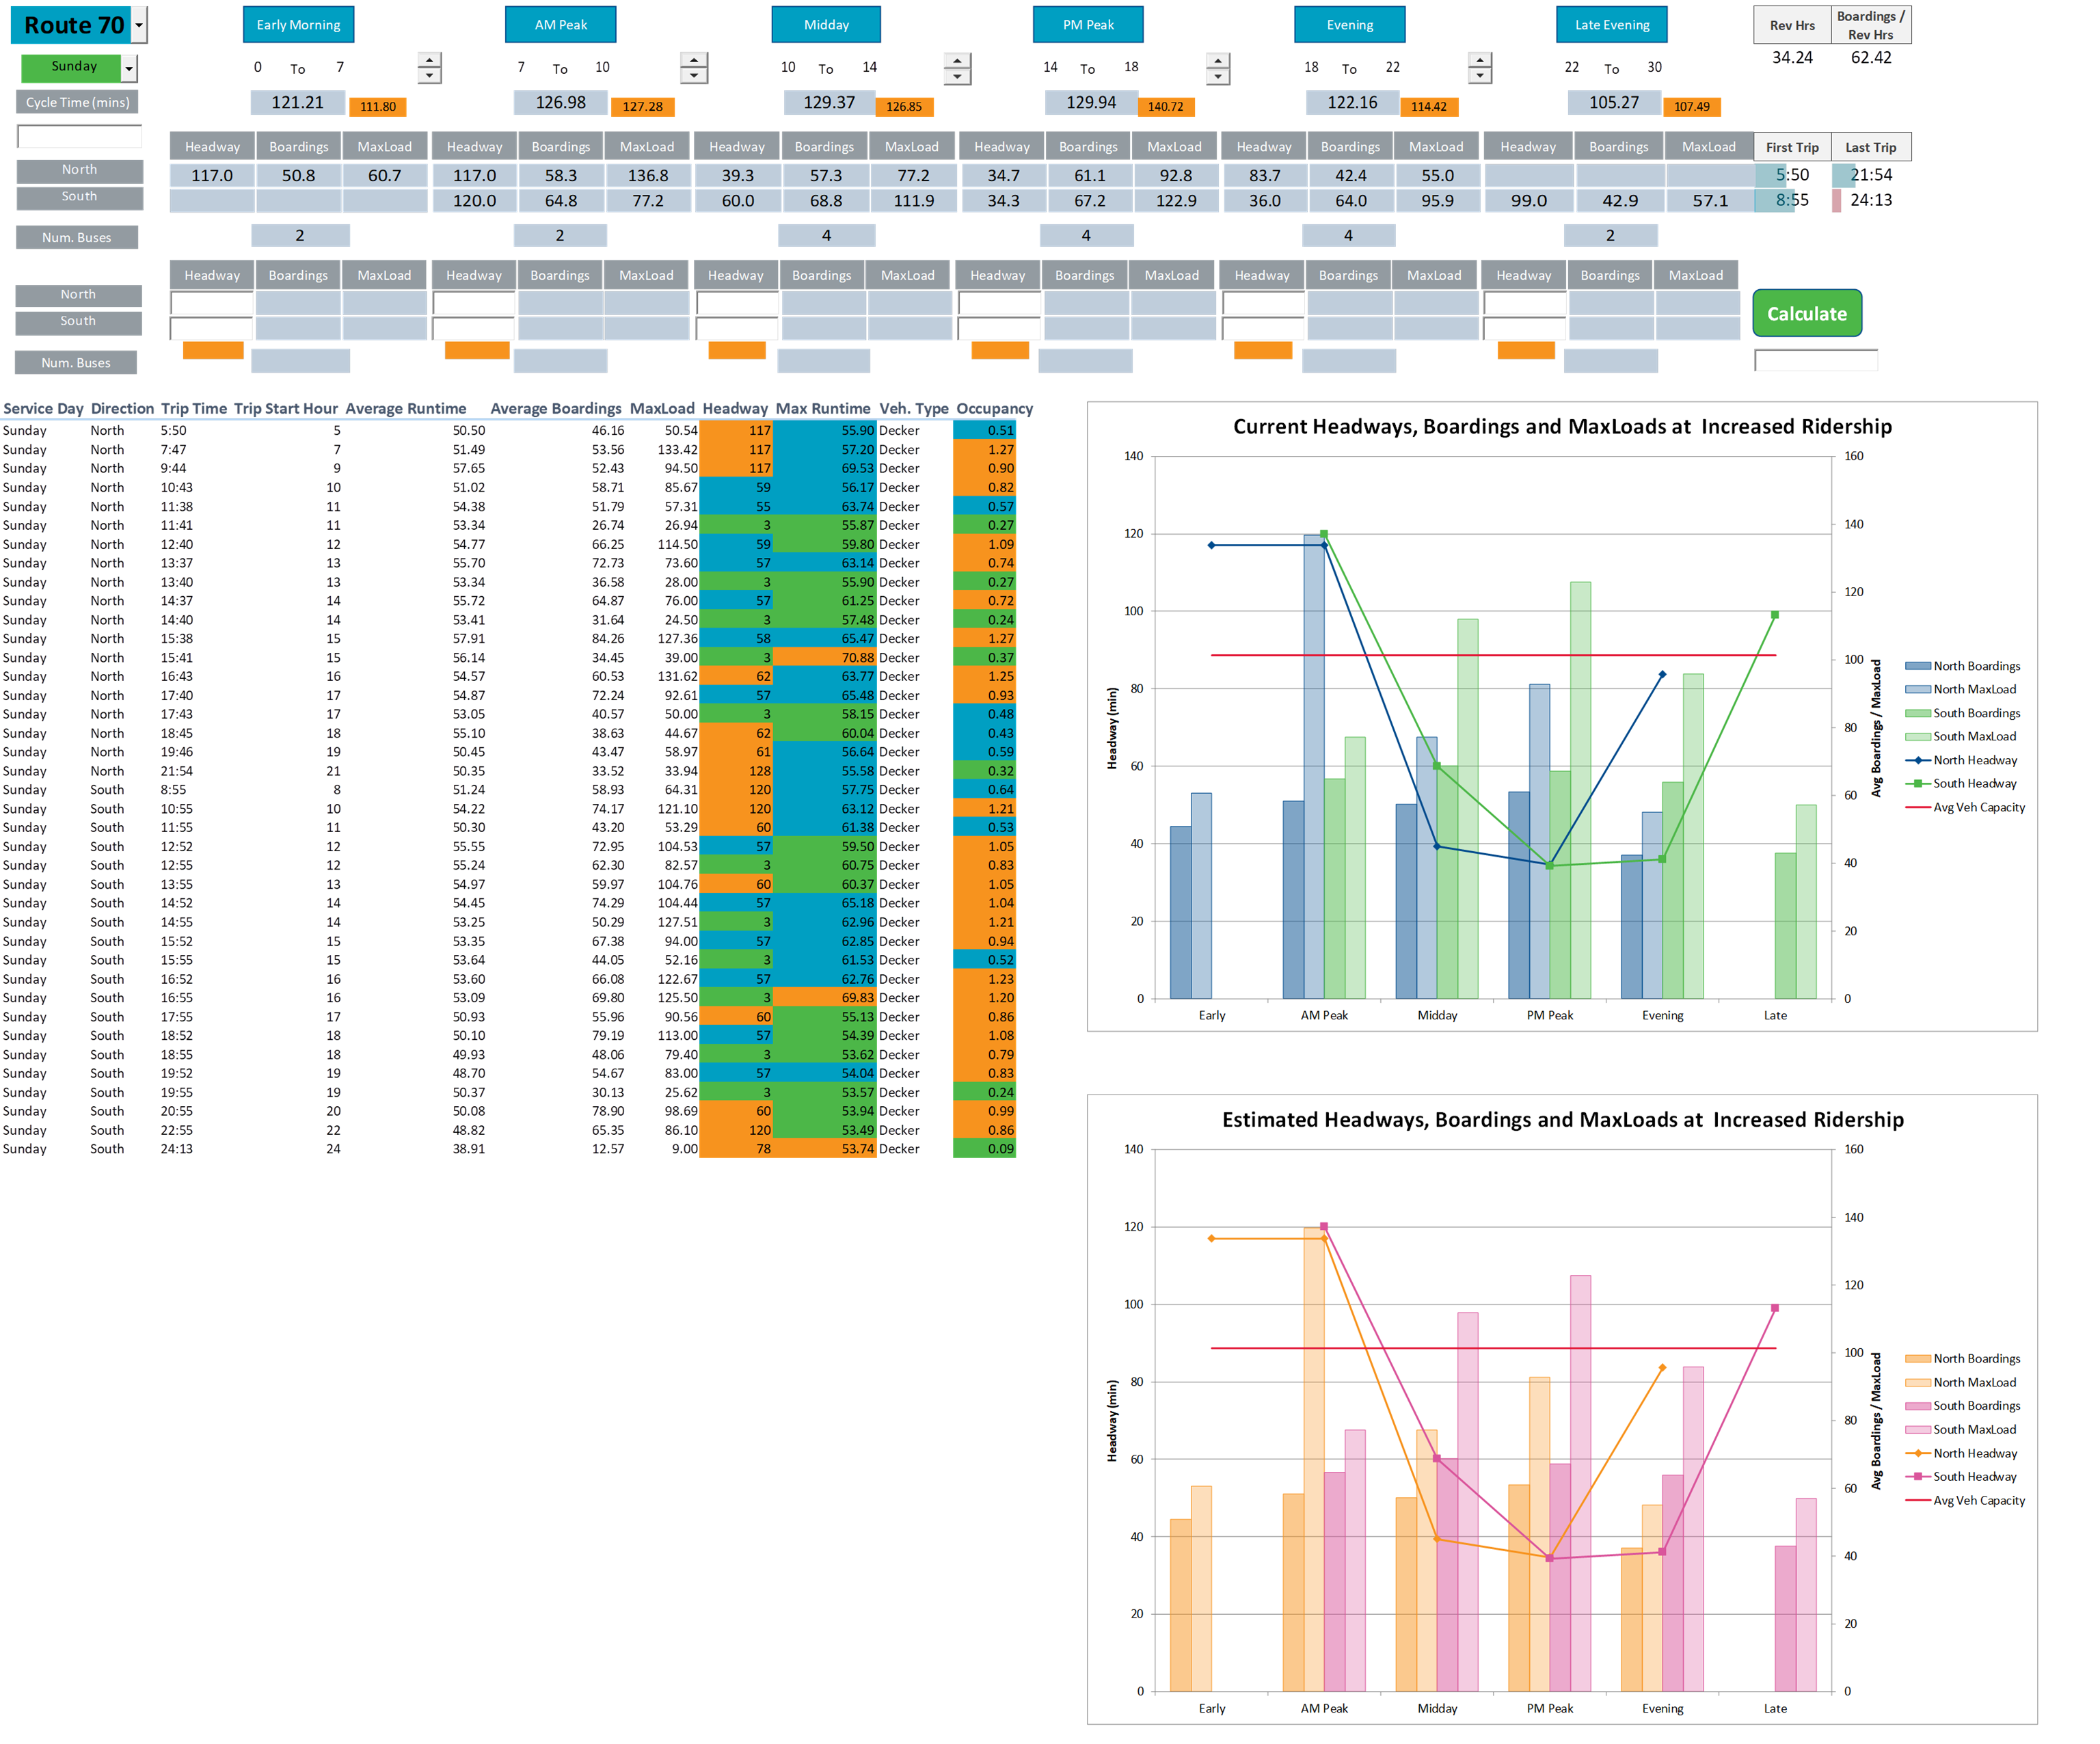 Route 70 Early Morning AM Peak Midday PM Peak Evening Late Evening Rev Hrs Boardings / Rev Hrs
Sunday 0 To 7 7 To 10 10 To 14 14 To 18 18 To 22 22 To 30 34.24 62.42
Cycle Time (mins) 121.21 111.80 126.98 127.28 129.37 126.85 129.94 140.72 122.16 114.42 105.27 107.49
Headway Boardings MaxLoad Headway Boardings MaxLoad Headway Boardings MaxLoad Headway Boardings MaxLoad Headway Boardings MaxLoad Headway Boardings MaxLoad First Trip Last Trip
North 117.0 50.8 60.7 117.0 58.3 136.8 39.3 57.3 77.2 34.7 61.1 92.8 83.7 42.4 55.0 5:50 21:54
South 120.0 64.8 77.2 60.0 68.8 111.9 34.3 67.2 122.9 36.0 64.0 95.9 99.0 42.9 57.1 8:55 24:13
Num. Buses 2 2 4 4 4 2
Headway Boardings MaxLoad Headway Boardings MaxLoad Headway Boardings MaxLoad Headway Boardings MaxLoad Headway Boardings MaxLoad Headway Boardings MaxLoad
North
South
Calculate
Num. Buses
Service Day Direction Trip Time Trip Start Hour Average Runtime Average Boardings MaxLoad Headway Max Runtime Veh. Type Occupancy
Sunday North 5:50 5 50.50 46.16 50.54 117 55.90 Decker 0.51
Sunday North 7:47 7 51.49 53.56 133.42 117 57.20 Decker 1.27
Sunday North 9:44 9 57.65 52.43 94.50 117 69.53 Decker 0.90
Sunday North 10:43 10 51.02 58.71 85.67 59 56.17 Decker 0.82
Sunday North 11:38 11 54.38 51.79 57.31 55 63.74 Decker 0.57
Sunday North 11:41 11 53.34 26.74 26.94 3 55.87 Decker 0.27
Sunday North 12:40 12 54.77 66.25 114.50 59 59.80 Decker 1.09
Sunday North 13:37 13 55.70 72.73 73.60 57 63.14 Decker 0.74
Sunday North 13:40 13 53.34 36.58 28.00 3 55.90 Decker 0.27
Sunday North 14:37 14 55.72 64.87 76.00 57 61.25 Decker 0.72
Sunday North 14:40 14 53.41 31.64 24.50 3 57.48 Decker 0.24
Sunday North 15:38 15 57.91 84.26 127.36 58 65.47 Decker 1.27
Sunday North 15:41 15 56.14 34.45 39.00 3 70.88 Decker 0.37
Sunday North 16:43 16 54.57 60.53 131.62 62 63.77 Decker 1.25
Sunday North 17:40 17 54.87 72.24 92.61 57 65.48 Decker 0.93
Sunday North 17:43 17 53.05 40.57 50.00 3 58.15 Decker 0.48
Sunday North 18:45 18 55.10 38.63 44.67 62 60.04 Decker 0.43
Sunday North 19:46 19 50.45 43.47 58.97 61 56.64 Decker 0.59
Sunday North 21:54 21 50.35 33.52 33.94 128 55.58 Decker 0.32
Sunday South 8:55 8 51.24 58.93 64.31 120 57.75 Decker 0.64
Sunday South 10:55 10 54.22 74.17 121.10 120 63.12 Decker 1.21
Sunday South 11:55 11 50.30 43.20 53.29 60 61.38 Decker 0.53
Sunday South 12:52 12 55.55 72.95 104.53 57 59.50 Decker 1.05
Sunday South 12:55 12 55.24 62.30 82.57 3 60.75 Decker 0.83
Sunday South 13:55 13 54.97 59.97 104.76 60 60.37 Decker 1.05
Sunday South 14:52 14 54.45 74.29 104.44 57 65.18 Decker 1.04
Sunday South 14:55 14 53.25 50.29 127.51 3 62.96 Decker 1.21
Sunday South 15:52 15 53.35 67.38 94.00 57 62.85 Decker 0.94
Sunday South 15:55 15 53.64 44.05 52.16 3 61.53 Decker 0.52
Sunday South 16:52 16 53.60 66.08 122.67 57 62.76 Decker 1.23
Sunday South 16:55 16 53.09 69.80 125.50 3 69.83 Decker 1.20
Sunday South 17:55 17 50.93 55.96 90.56 60 55.13 Decker 0.86
Sunday South 18:52 18 50.10 79.19 113.00 57 54.39 Decker 1.08
Sunday South 18:55 18 49.93 48.06 79.40 3 53.62 Decker 0.79
Sunday South 19:52 19 48.70 54.67 83.00 57 54.04 Decker 0.83
Sunday South 19:55 19 50.37 30.13 25.62 3 53.57 Decker 0.24
Sunday South 20:55 20 50.08 78.90 98.69 60 53.94 Decker 0.99
Sunday South 22:55 22 48.82 65.35 86.10 120 53.49 Decker 0.86
Sunday South 24:13 24 38.91 12.57 9.00 78 53.74 Decker 0.09
Current Headways, Boardings and MaxLoads at Increased Ridership
Headway (min)
140
120
100
80
60
40
20
0
Early AM Peak Midday PM Peak Evening Late
160
140
120
100
80
60
40
20
0
Avg Boardings / MaxLoad
North Boardings
North MaxLoad
South Boardings
South MaxLoad
North Headway
South Headway
Avg Veh Capacity
Estimated Headways, Boardings and MaxLoads at Increased Ridership
Headway (min)
140
120
100
80
60
40
20
0
Early AM Peak Midday PM Peak Evening Late
160
140
120
100
80
60
40
20
0
Avg Boardings / MaxLoad
North Boardings
North MaxLoad
South Boardings
South MaxLoad
North Headway
South Headway
Avg Veh Capacity